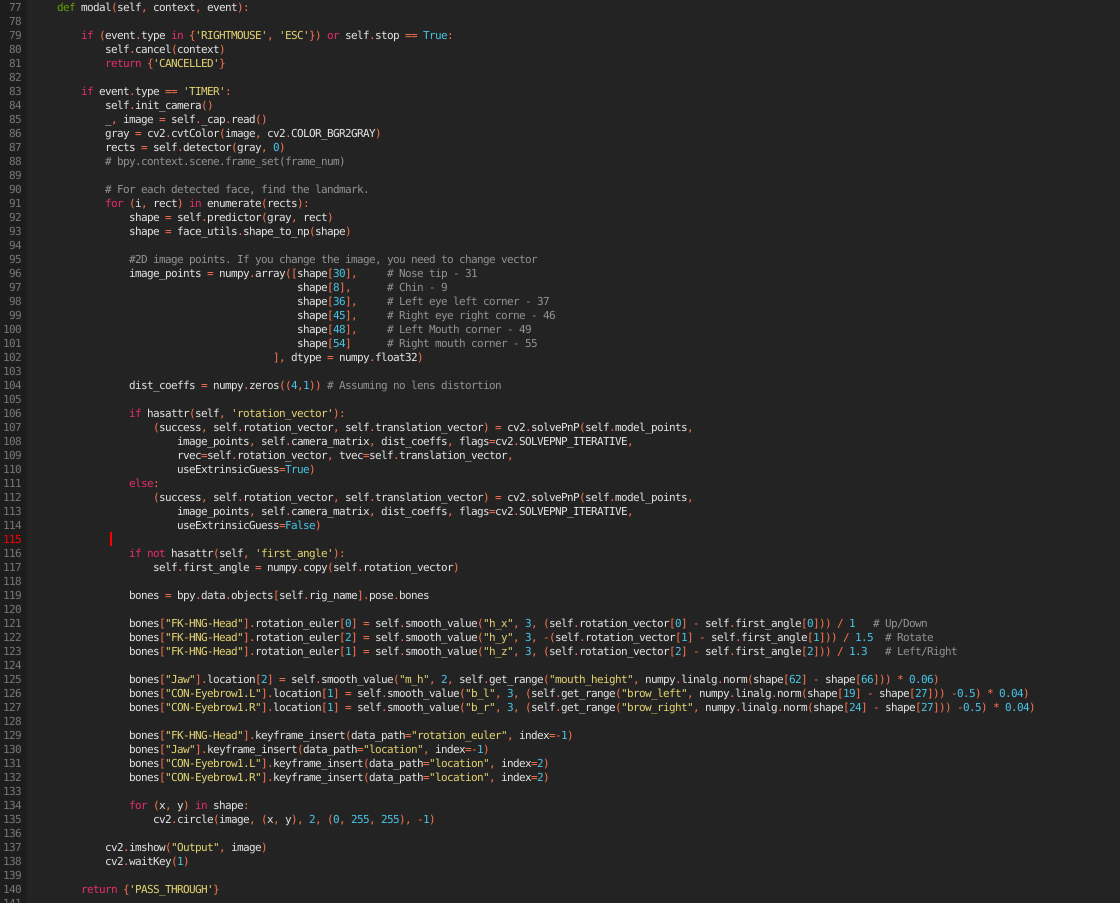 77 def modal(self, context, event):
78
79 if (event.type in {'RIGHTMOUSE', 'ESC'}) or self.stop == True:
80 self.cancel(context)
81 return {'CANCELLED'}
82
83 if event.type == 'TIMER':
84 self.init_camera()
85 _, image = self._cap.read()
86 gray = cv2.cvtColor(image, cv2.COLOR_BGR2GRAY)
87 rects = self.detector(gray, 0)
88 # bpy.context.scene.frame_set(frame_num)
89
90 # For each detected face, find the landmark.
91 for (i, rect) in enumerate(rects):
92 shape = self.predictor(gray, rect)
93 shape = face_utils.shape_to_np(shape)
94
95 #2D image points. If you change the image, you need to change vector
96 image_points = numpy.array([shape[30], # Nose tip - 31
97 shape[8], # Chin - 9
98 shape[36], # Left eye left corner - 37
99 shape[45], # Right eye right corne - 46
100 shape[48], # Left Mouth corner - 49
101 shape[54] # Right mouth corner - 55
102 ], dtype = numpy.float32)
103
104 dist_coeffs = numpy.zeros((4,1)) # Assuming no lens distortion
105
106 if hasattr(self, 'rotation_vector'):
107 (success, self.rotation_vector, self.translation_vector) = cv2.solvePnP(self.model_points,
108 image_points, self.camera_matrix, dist_coeffs, flags=cv2.SOLVEPNP_ITERATIVE,
109 rvec=self.rotation_vector, tvec=self.translation_vector,
110 useExtrinsicGuess=True)
111 else:
112 (success, self.rotation_vector, self.translation_vector) = cv2.solvePnP(self.model_points,
113 image_points, self.camera_matrix, dist_coeffs, flags=cv2.SOLVEPNP_ITERATIVE,
114 useExtrinsicGuess=False)
115
116 if not hasattr(self, 'first_angle'):
117 self.first_angle = numpy.copy(self.rotation_vector)
118
119 bones = bpy.data.objects[self.rig_name].pose.bones
120
121 bones["FK-HNG-Head"].rotation_euler[0] = self.smooth_value("h_x", 3, (self.rotation_vector[0] - self.first_angle[0])) / 1 # Up/Down
122 bones["FK-HNG-Head"].rotation_euler[2] = self.smooth_value("h_y", 3, -(self.rotation_vector[1] - self.first_angle[1])) / 1.5 # Rotate
123 bones["FK-HNG-Head"].rotation_euler[1] = self.smooth_value("h_z", 3, (self.rotation_vector[2] - self.first_angle[2])) / 1.3 # Left/Right
124
125 bones["Jaw"].location[2] = self.smooth_value("m_h", 2, self.get_range("mouth_height", numpy.linalg.norm(shape[62] - shape[66])) * 0.06)
126 bones["CON-Eyebrow1.L"].location[1] = self.smooth_value("b_l", 3, (self.get_range("brow_left", numpy.linalg.norm(shape[19] - shape[27])) -0.5) * 0.04)
127 bones["CON-Eyebrow1.R"].location[1] = self.smooth_value("b_r", 3, (self.get_range("brow_right", numpy.linalg.norm(shape[24] - shape[27])) -0.5) * 0.04)
128
129 bones["FK-HNG-Head"].keyframe_insert(data_path="rotation_euler", index=-1)
130 bones["Jaw"].keyframe_insert(data_path="location", index=-1)
131 bones["CON-Eyebrow1.L"].keyframe_insert(data_path="location", index=2)
132 bones["CON-Eyebrow1.R"].keyframe_insert(data_path="location", index=2)
133
134 for (x, y) in shape:
135 cv2.circle(image, (x, y), 2, (0, 255, 255), -1)
136
137 cv2.imshow("Output", image)
138 cv2.waitKey(1)
139
140 return {'PASS_THROUGH'}